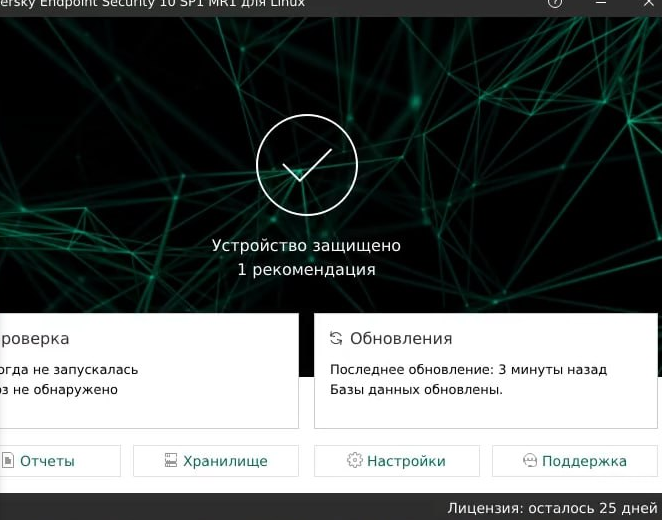 ersky Endpoint Security 10 SP1 MR1 для Linux
Устройство защищено
1 рекомендация
роверка
огда не запускалась
оз не обнаружено
Обновления
Последнее обновление: 3 минуты назад
Базы данных обновлены.
Отчеты
Хранилище
Настройки
Поддержка
Лицензия: осталось 25 дней